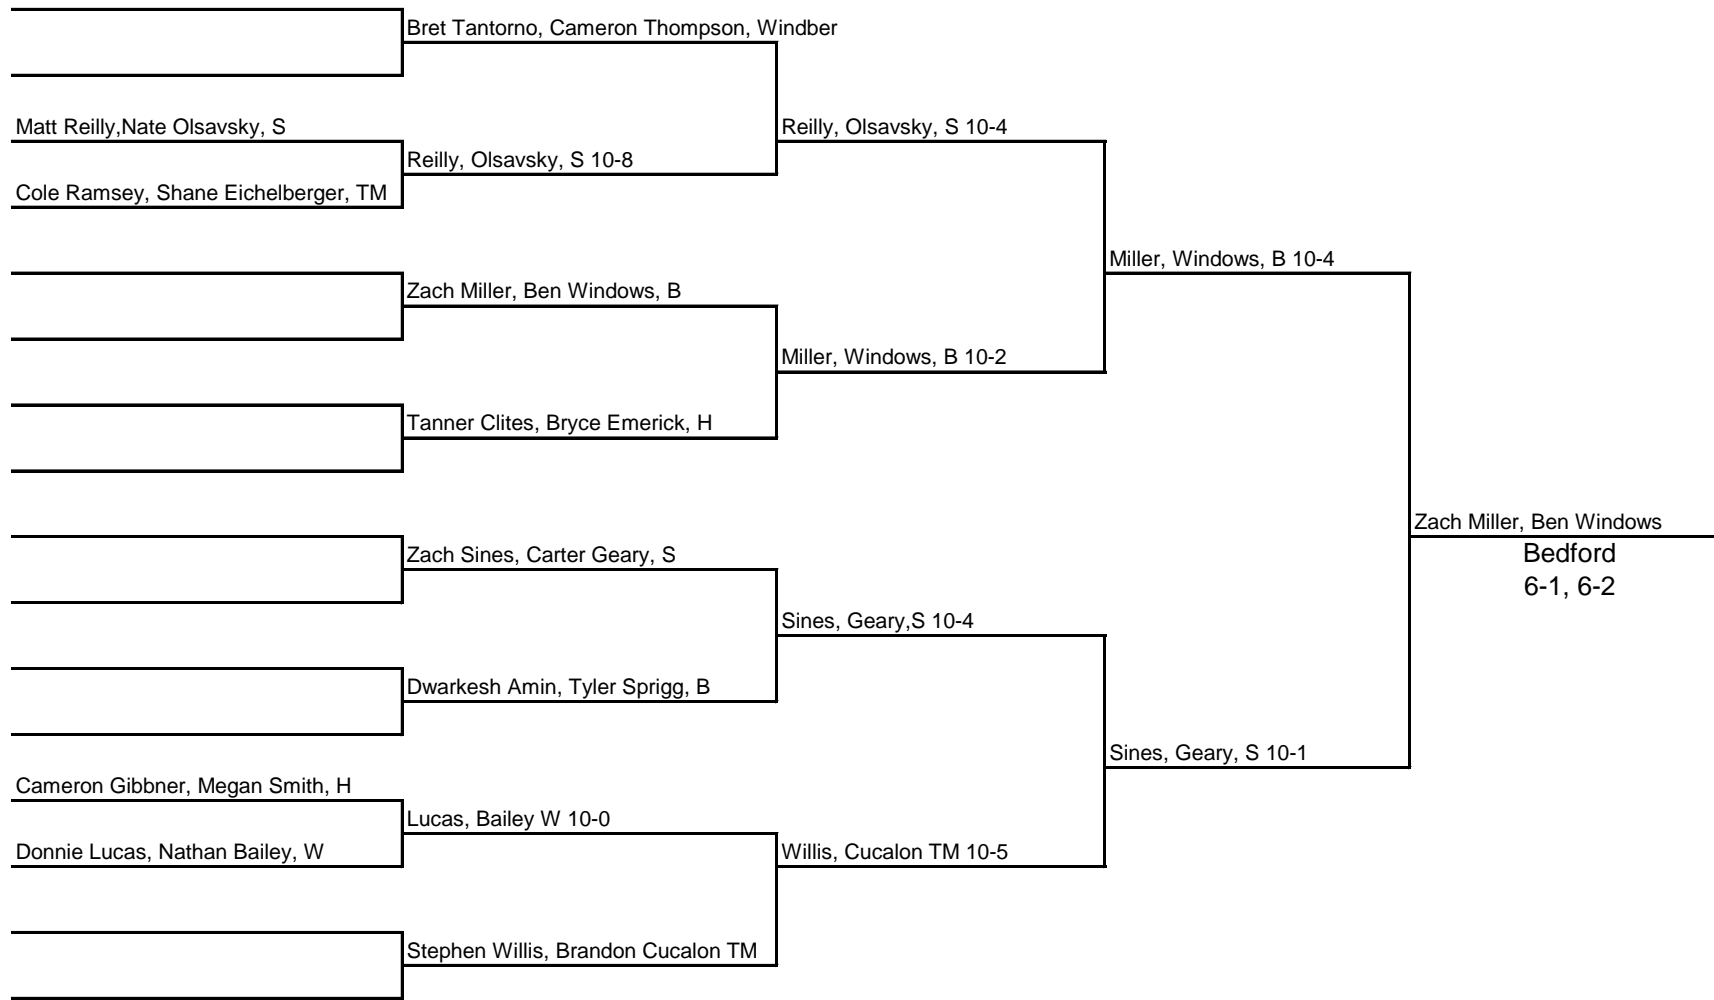 Bret Tantorno, Cameron Thompson, Windber
Matt Reilly,Nate Olsavsky, S
Reilly, Olsavsky, S 10-4
Reilly, Olsavsky, S 10-8
Cole Ramsey, Shane Eichelberger, TM
Miller, Windows, B 10-4
Zach Miller, Ben Windows, B
Miller, Windows, B 10-2
Tanner Clites, Bryce Emerick, H
Zach Miller, Ben Windows
Bedford
6-1, 6-2
Zach Sines, Carter Geary, S
Sines, Geary,S 10-4
Dwarkesh Amin, Tyler Sprigg, B
Sines, Geary, S 10-1
Cameron Gibbner, Megan Smith, H
Lucas, Bailey W 10-0
Donnie Lucas, Nathan Bailey, W
Willis, Cucalon TM 10-5
Stephen Willis, Brandon Cucalon TM